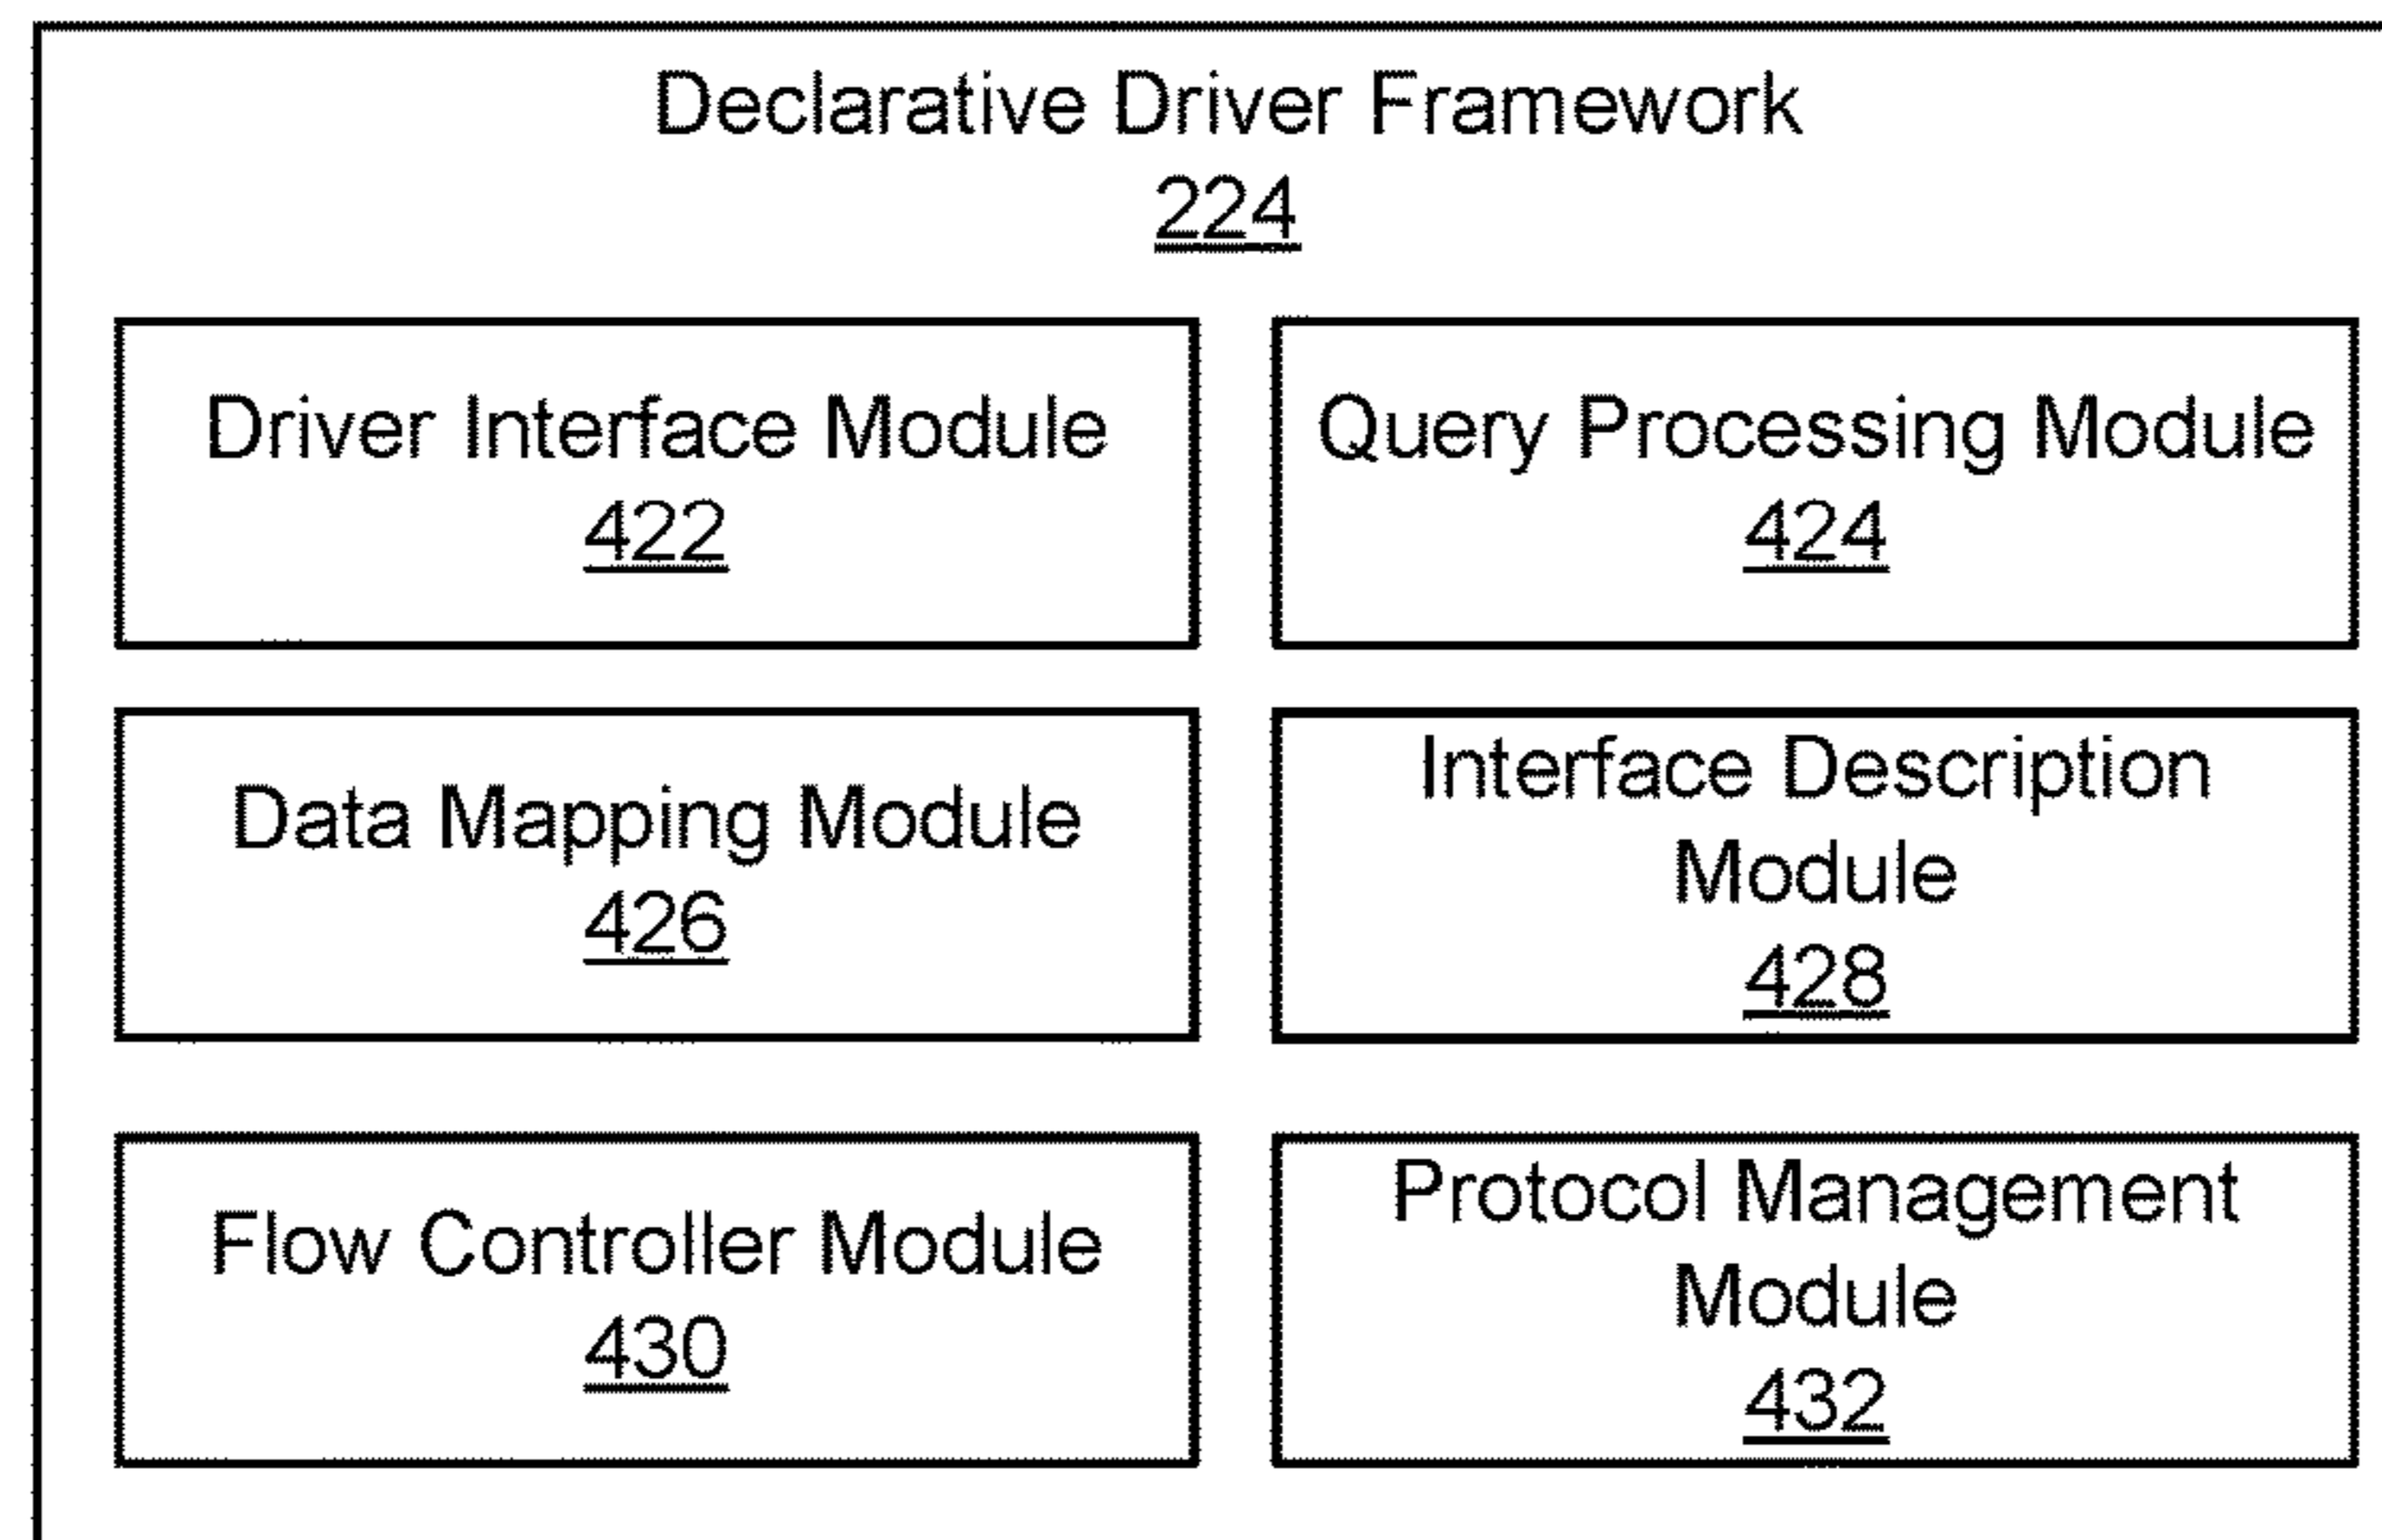 Declarative Driver Framework
224
Driver Interface Module
422
Query Processing Module
424
Data Mapping Module
426
Interface Description
Module
428
Flow Controller Module
430
Protocol Management
Module
432